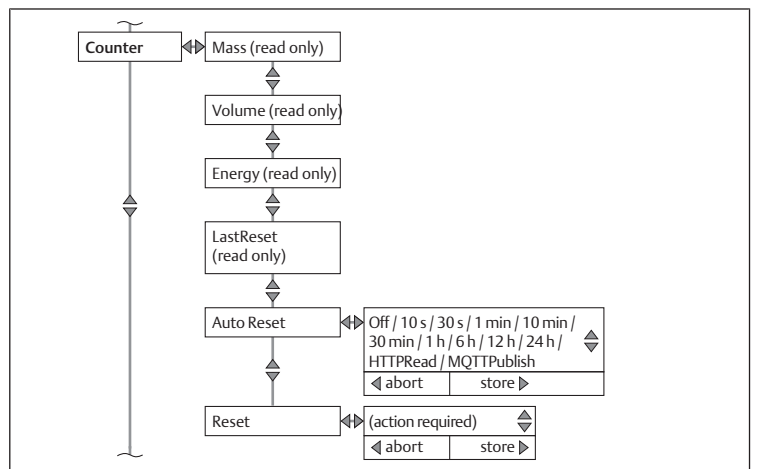 Counter
Mass (read only)
Volume (read only)
Energy (read only)
LastReset
(read only)
Auto Reset
Off / 10 s / 30 s / 1 min / 10 min /
30 min / 1 h / 6 h / 12 h / 24 h /
HTTPRead / MQTTPublish
abort
store
Reset
(action required)
abort
store